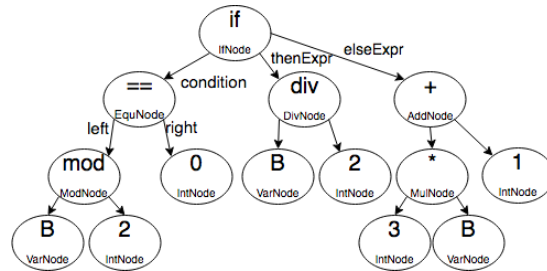 if
IfNode
condition
thenExpr
elseExpr
==
EquNode
div
DivNode
+
AddNode
left
right
mod
ModNode
0
IntNode
B
VarNode
2
IntNode
*
MulNode
1
IntNode
B
VarNode
2
IntNode
3
IntNode
B
VarNode